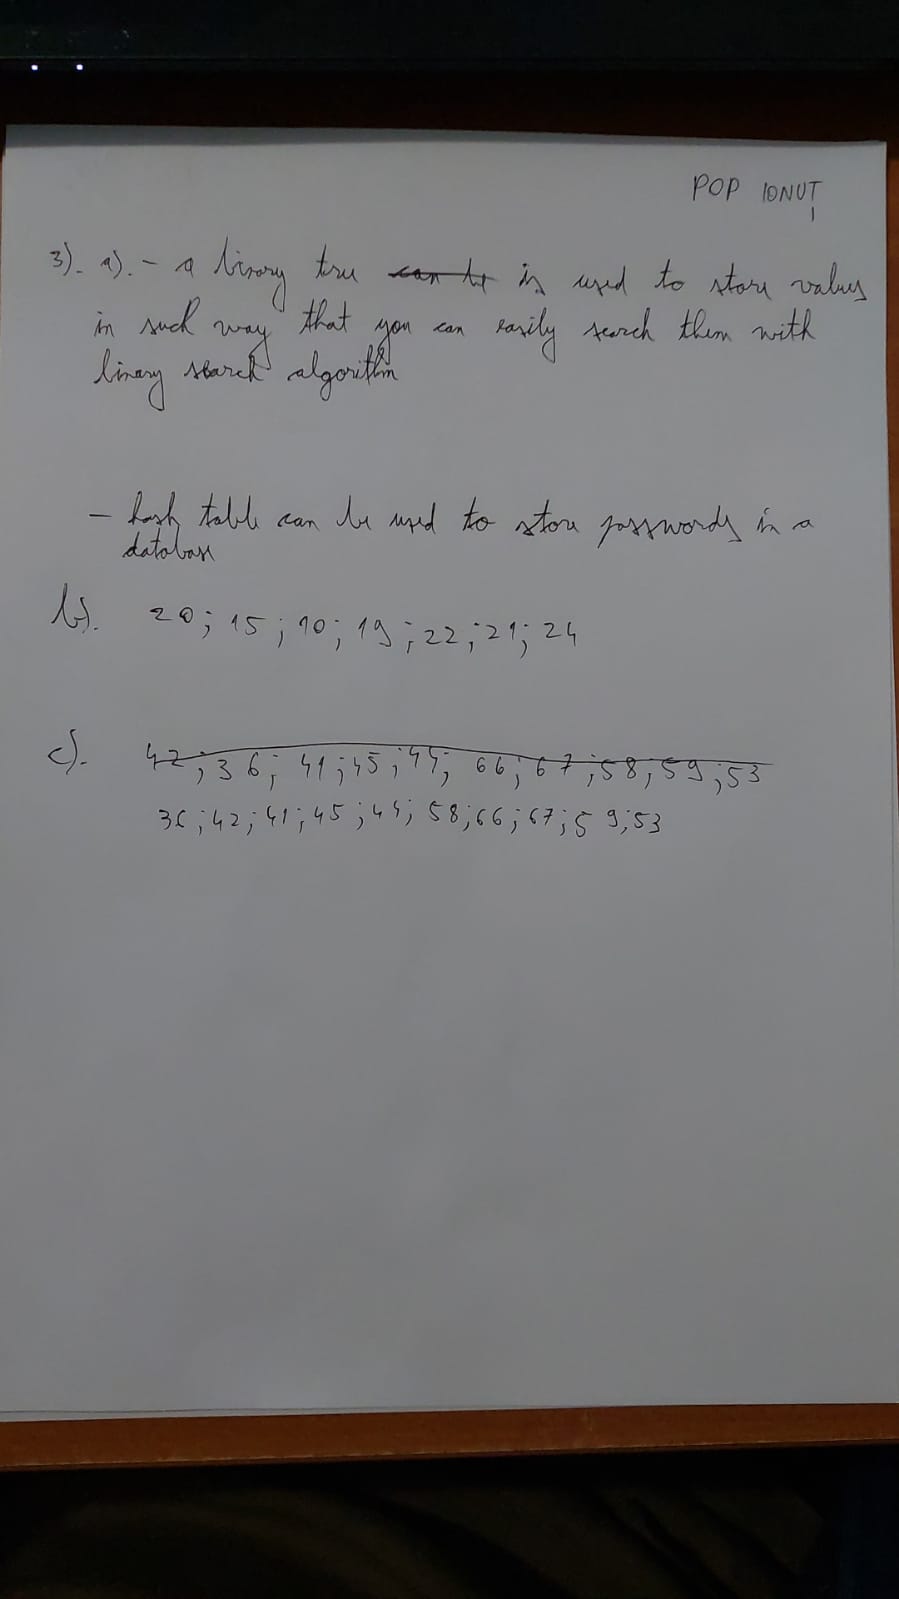 POP IONUȚ
3). a). - a binary tree can be is used to store values
in such way that you can easily search them with
binary search algorithm
- hash table can be used to store passwords in a
database
b). 20; 15; 10; 19; 22; 21; 24
c). 42; 36; 41; 45; 44; 66; 67; 58; 59; 53
36; 42; 41; 45; 44; 58; 66; 67; 59; 53